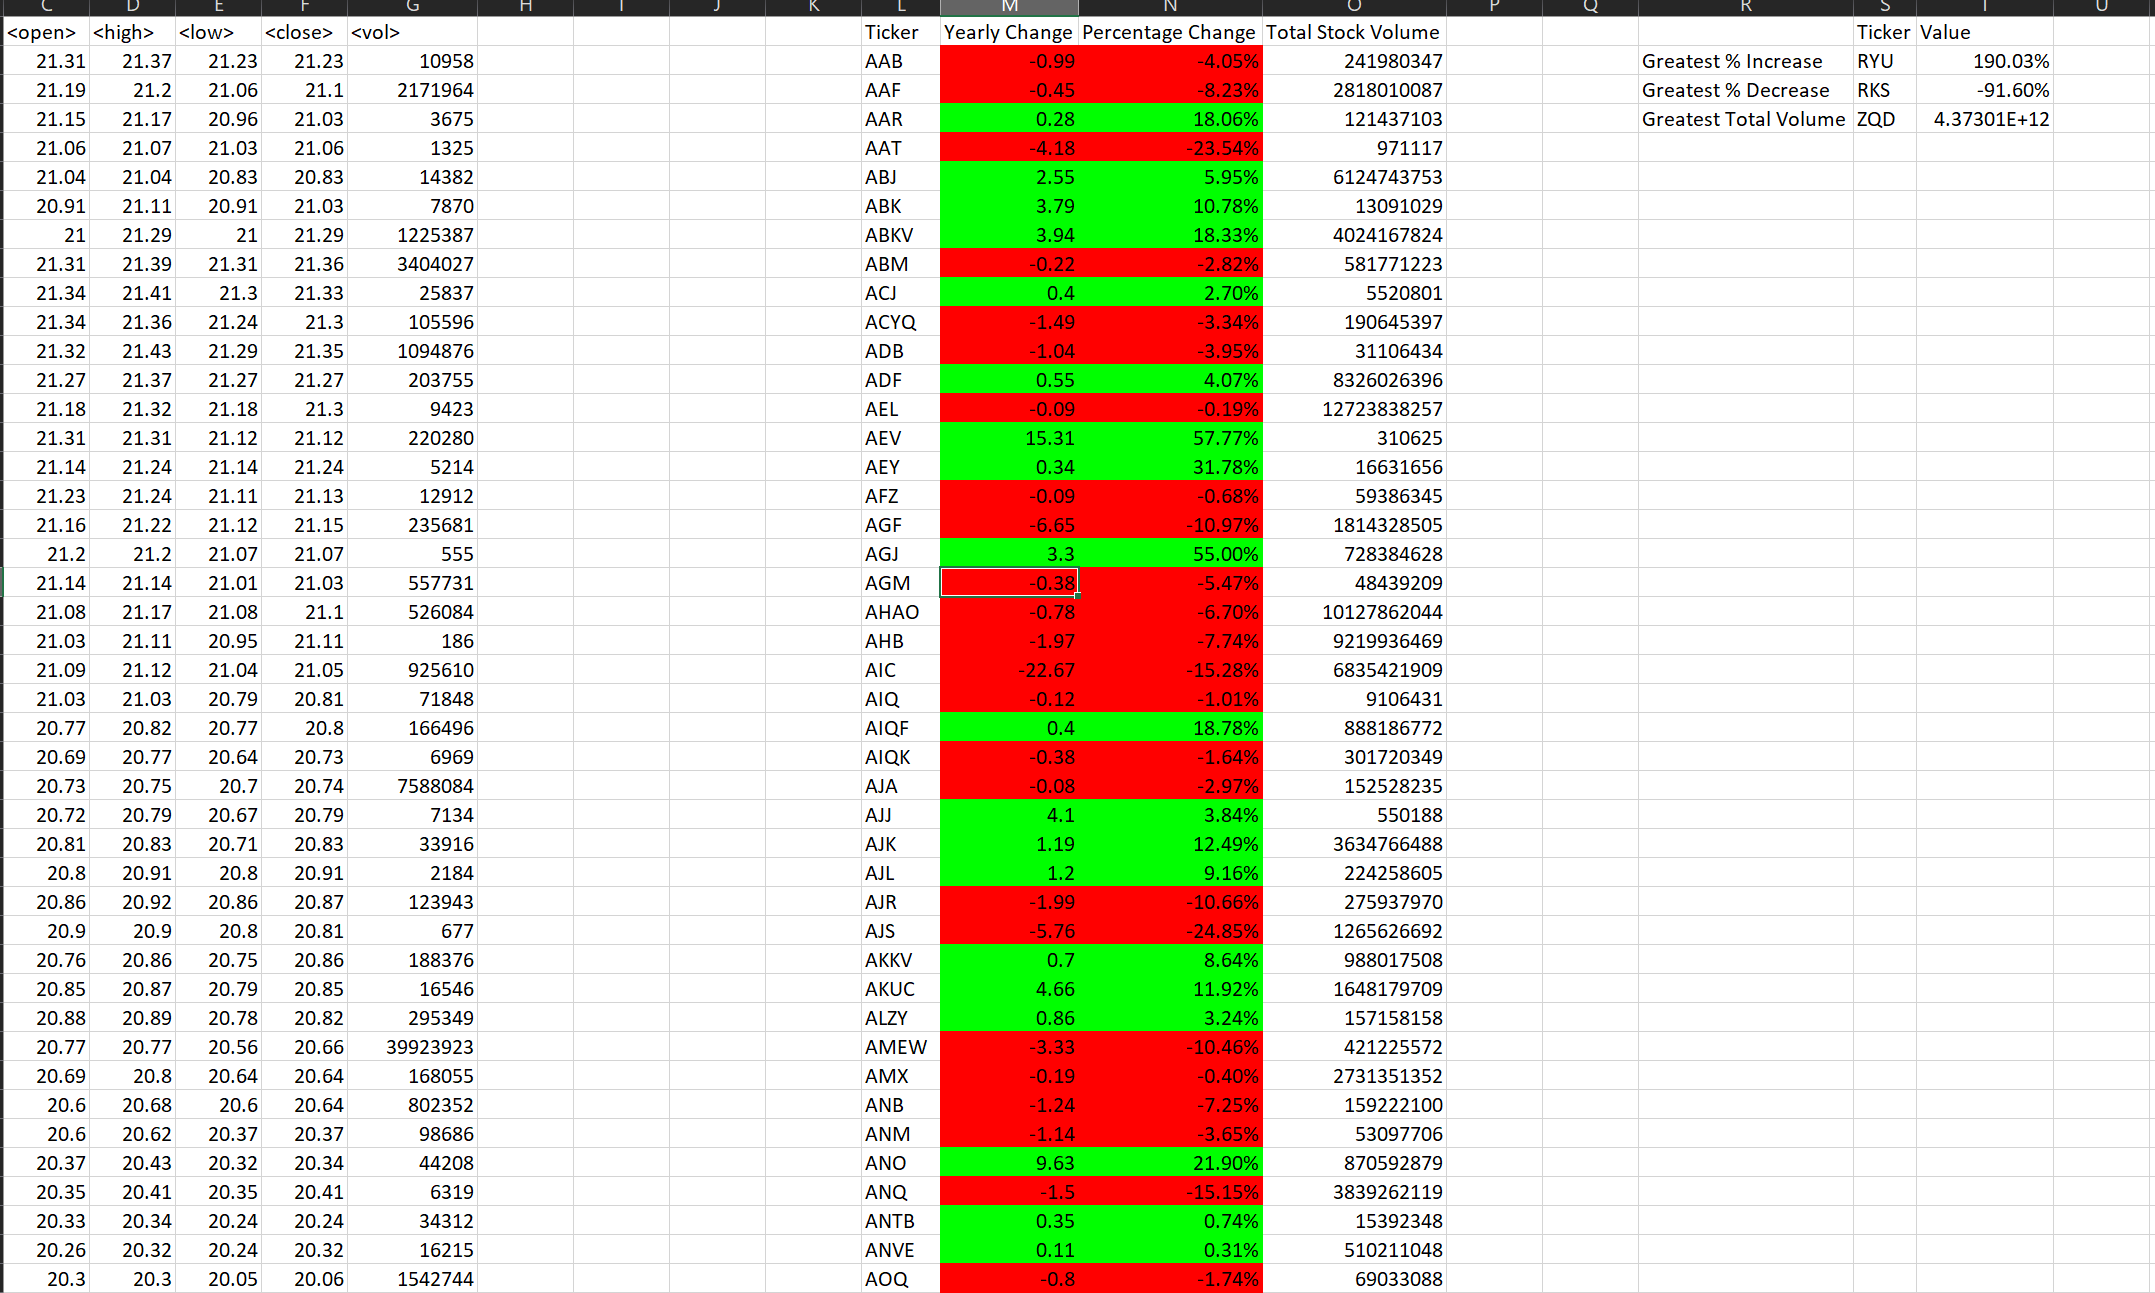 C D E F G H I J K L M N O P Q R S T U
<open> <high> <low> <close> <vol> Ticker Yearly Change Percentage Change Total Stock Volume Ticker Value
21.31 21.37 21.23 21.23 10958 AAB -0.99 -4.05% 241980347 Greatest % Increase RYU 190.03%
21.19 21.2 21.06 21.1 2171964 AAF -0.45 -8.23% 2818010087 Greatest % Decrease RKS -91.60%
21.15 21.17 20.96 21.03 3675 AAR 0.28 18.06% 121437103 Greatest Total Volume ZQD 4.37301E+12
21.06 21.07 21.03 21.06 1325 AAT -4.18 -23.54% 971117
21.04 21.04 20.83 20.83 14382 ABJ 2.55 5.95% 6124743753
20.91 21.11 20.91 21.03 7870 ABK 3.79 10.78% 13091029
21 21.29 21 21.29 1225387 ABKV 3.94 18.33% 4024167824
21.31 21.39 21.31 21.36 3404027 ABM -0.22 -2.82% 581771223
21.34 21.41 21.3 21.33 25837 ACJ 0.4 2.70% 5520801
21.34 21.36 21.24 21.3 105596 ACYQ -1.49 -3.34% 190645397
21.32 21.43 21.29 21.35 1094876 ADB -1.04 -3.95% 31106434
21.27 21.37 21.27 21.27 203755 ADF 0.55 4.07% 8326026396
21.18 21.32 21.18 21.3 9423 AEL -0.09 -0.19% 12723838257
21.31 21.31 21.12 21.12 220280 AEV 15.31 57.77% 310625
21.14 21.24 21.14 21.24 5214 AEY 0.34 31.78% 16631656
21.23 21.24 21.11 21.13 12912 AFZ -0.09 -0.68% 59386345
21.16 21.22 21.12 21.15 235681 AGF -6.65 -10.97% 1814328505
21.2 21.2 21.07 21.07 555 AGJ 3.3 55.00% 728384628
21.14 21.14 21.01 21.03 557731 AGM -0.38 -5.47% 48439209
21.08 21.17 21.08 21.1 526084 AHAO -0.78 -6.70% 10127862044
21.03 21.11 20.95 21.11 186 AHB -1.97 -7.74% 9219936469
21.09 21.12 21.04 21.05 925610 AIC -22.67 -15.28% 6835421909
21.03 21.03 20.79 20.81 71848 AIQ -0.12 -1.01% 9106431
20.77 20.82 20.77 20.8 166496 AIQF 0.4 18.78% 888186772
20.69 20.77 20.64 20.73 6969 AIQK -0.38 -1.64% 301720349
20.73 20.75 20.7 20.74 7588084 AJA -0.08 -2.97% 152528235
20.72 20.79 20.67 20.79 7134 AJJ 4.1 3.84% 550188
20.81 20.83 20.71 20.83 33916 AJK 1.19 12.49% 3634766488
20.8 20.91 20.8 20.91 2184 AJL 1.2 9.16% 224258605
20.86 20.92 20.86 20.87 123943 AJR -1.99 -10.66% 275937970
20.9 20.9 20.8 20.81 677 AJS -5.76 -24.85% 1265626692
20.76 20.86 20.75 20.86 188376 AKKV 0.7 8.64% 988017508
20.85 20.87 20.79 20.85 16546 AKUC 4.66 11.92% 1648179709
20.88 20.89 20.78 20.82 295349 ALZY 0.86 3.24% 157158158
20.77 20.77 20.56 20.66 39923923 AMEW -3.33 -10.46% 421225572
20.69 20.8 20.64 20.64 168055 AMX -0.19 -0.40% 2731351352
20.6 20.68 20.6 20.64 802352 ANB -1.24 -7.25% 159222100
20.6 20.62 20.37 20.37 98686 ANM -1.14 -3.65% 53097706
20.37 20.43 20.32 20.34 44208 ANO 9.63 21.90% 870592879
20.35 20.41 20.35 20.41 6319 ANQ -1.5 -15.15% 3839262119
20.33 20.34 20.24 20.24 34312 ANTB 0.35 0.74% 15392348
20.26 20.32 20.24 20.32 16215 ANVE 0.11 0.31% 510211048
20.3 20.3 20.05 20.06 1542744 AOQ -0.8 -1.74% 69033088